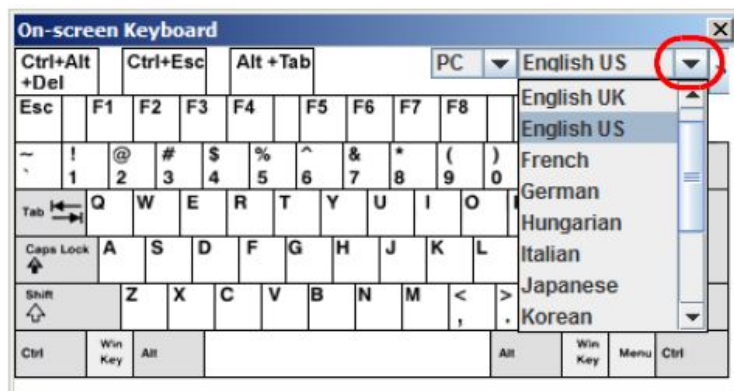 On-screen Keyboard
Ctrl+Alt +Del Ctrl+Esc Alt +Tab PC English US
Esc F1 F2 F3 F4 F5 F6 F7 F8
~ ! @ # $ % ^ & * ( )
` 1 2 3 4 5 6 7 8 9 0
Tab Q W E R T Y U I O
Caps Lock A S D F G H J K L
Shift Z X C V B N M < >
, .
Ctrl Win Key Alt Alt Win Key Menu Ctrl
English UK
English US
French
German
Hungarian
Italian
Japanese
Korean